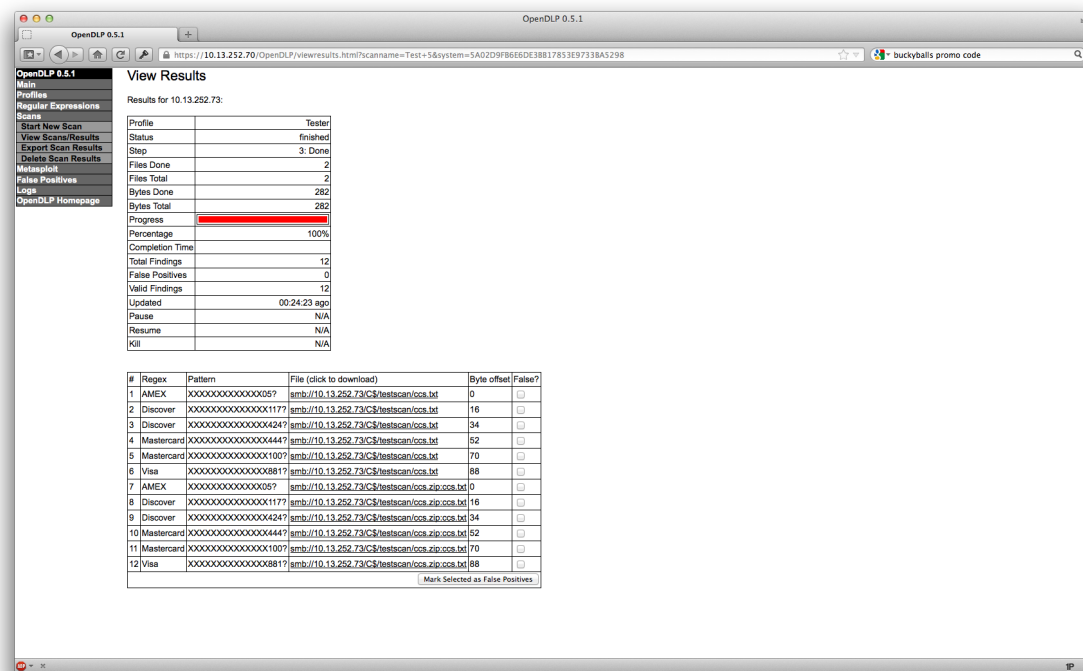 OpenDLP 0.5.1
OpenDLP 0.5.1
https://10.13.252.70/OpenDLP/viewresults.html?scanname=Test+5&system=5A02D9FB6E6DE3BB17853E9733BA5298
buckyballs promo code
OpenDLP 0.5.1
Main
Profiles
Regular Expressions
Scans
Start New Scan
View Scans/Results
Export Scan Results
Delete Scan Results
Metasploit
False Positives
Logs
OpenDLP Homepage
View Results
Results for 10.13.252.73:
Profile Tester
Status finished
Step 3: Done
Files Done 2
Files Total 2
Bytes Done 282
Bytes Total 282
Progress
Percentage 100%
Completion Time
Total Findings 12
False Positives 0
Valid Findings 12
Updated 00:24:23 ago
Pause N/A
Resume N/A
Kill N/A
# Regex Pattern File (click to download) Byte offset False?
1 AMEX XXXXXXXXXXXXX05? smb://10.13.252.73/C$/testscan/ccs.txt 0
2 Discover XXXXXXXXXXXXXX117? smb://10.13.252.73/C$/testscan/ccs.txt 16
3 Discover XXXXXXXXXXXXXX424? smb://10.13.252.73/C$/testscan/ccs.txt 34
4 Mastercard XXXXXXXXXXXXXX444? smb://10.13.252.73/C$/testscan/ccs.txt 52
5 Mastercard XXXXXXXXXXXXXX100? smb://10.13.252.73/C$/testscan/ccs.txt 70
6 Visa XXXXXXXXXXXXXX881? smb://10.13.252.73/C$/testscan/ccs.txt 88
7 AMEX XXXXXXXXXXXXX05? smb://10.13.252.73/C$/testscan/ccs.zip:ccs.txt 0
8 Discover XXXXXXXXXXXXXX117? smb://10.13.252.73/C$/testscan/ccs.zip:ccs.txt 16
9 Discover XXXXXXXXXXXXXX424? smb://10.13.252.73/C$/testscan/ccs.zip:ccs.txt 34
10 Mastercard XXXXXXXXXXXXXX444? smb://10.13.252.73/C$/testscan/ccs.zip:ccs.txt 52
11 Mastercard XXXXXXXXXXXXXX100? smb://10.13.252.73/C$/testscan/ccs.zip:ccs.txt 70
12 Visa XXXXXXXXXXXXXX881? smb://10.13.252.73/C$/testscan/ccs.zip:ccs.txt 88
Mark Selected as False Positives